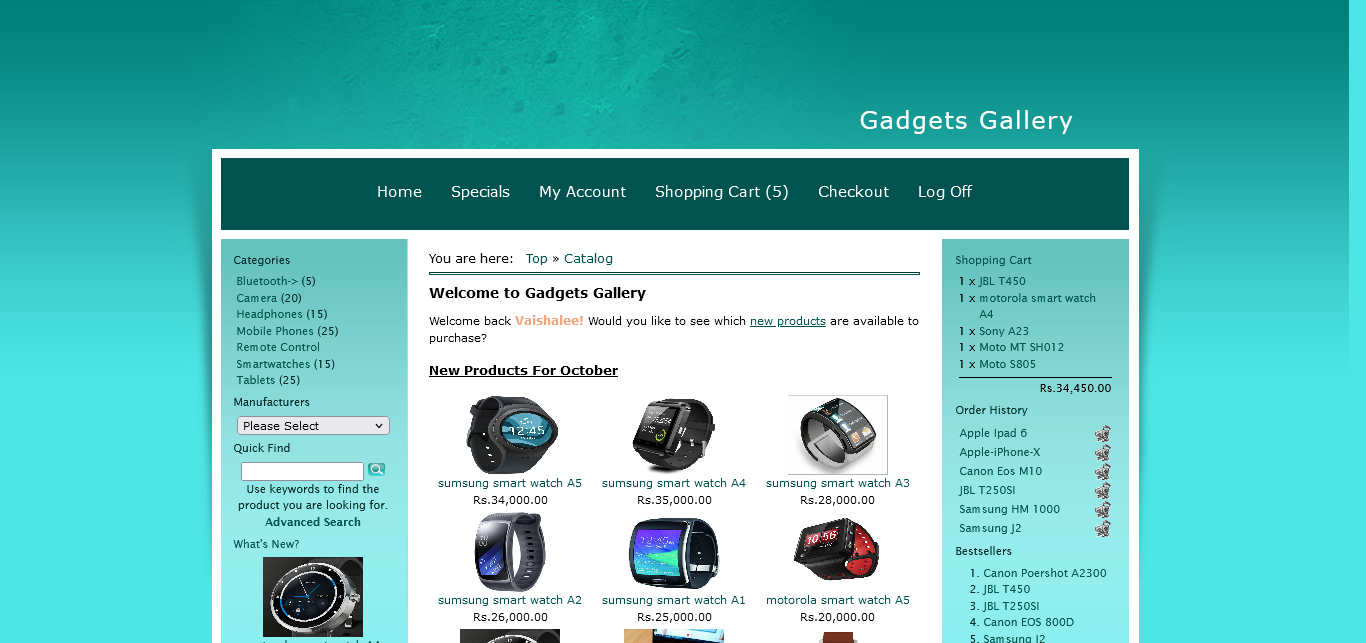 Gadgets Gallery
Home Specials My Account Shopping Cart (5) Checkout Log Off
Categories
Bluetooth-> (5)
Camera (20)
Headphones (15)
Mobile Phones (25)
Remote Control
Smartwatches (15)
Tablets (25)
Manufacturers
Please Select
Quick Find
Use keywords to find the
product you are looking for.
Advanced Search
What's New?
You are here: Top » Catalog
Welcome to Gadgets Gallery
Welcome back Vaishalee! Would you like to see which new products are available to
purchase?
New Products For October
12:45
sumsung smart watch A5
Rs.34,000.00
sumsung smart watch A4
Rs.35,000.00
sumsung smart watch A3
Rs.28,000.00
sumsung smart watch A2
Rs.26,000.00
sumsung smart watch A1
Rs.25,000.00
10:56
motorola smart watch A5
Rs.20,000.00
Shopping Cart
1 x JBL T450
1 x motorola smart watch
A4
1 x Sony A23
1 x Moto MT SH012
1 x Moto S805
Rs.34,450.00
Order History
Apple Ipad 6
Apple-iPhone-X
Canon Eos M10
JBL T250SI
Samsung HM 1000
Samsung J2
Bestsellers
1. Canon Poershot A2300
2. JBL T450
3. JBL T250SI
4. Canon EOS 800D
5. Samsung J2